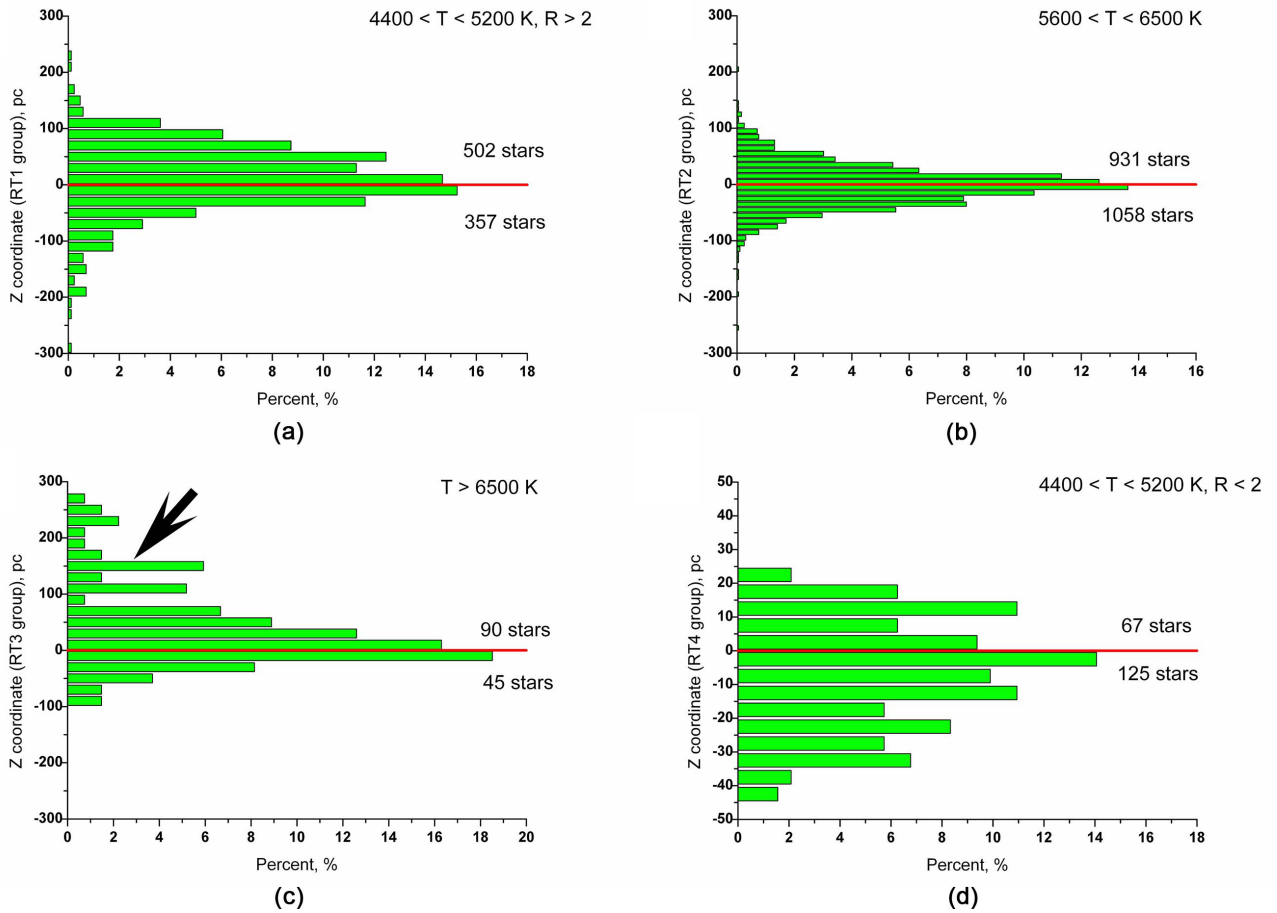 4400 < T < 5200 K, R > 2
300
200
100
0
-100
-200
-300
Z coordinate (RT1 group), pc
502 stars
357 stars
0 2 4 6 8 10 12 14 16 18
Percent, %
(a)
5600 < T < 6500 K
300
200
100
0
-100
-200
-300
Z coordinate (RT2 group), pc
931 stars
1058 stars
0 2 4 6 8 10 12 14 16
Percent, %
(b)
T > 6500 K
300
200
100
0
-100
-200
-300
Z coordinate (RT3 group), pc
90 stars
45 stars
0 2 4 6 8 10 12 14 16 18 20
Percent, %
(c)
4400 < T < 5200 K, R < 2
50
40
30
20
10
0
-10
-20
-30
-40
-50
Z coordinate (RT4 group), pc
67 stars
125 stars
0 2 4 6 8 10 12 14 16 18
Percent, %
(d)